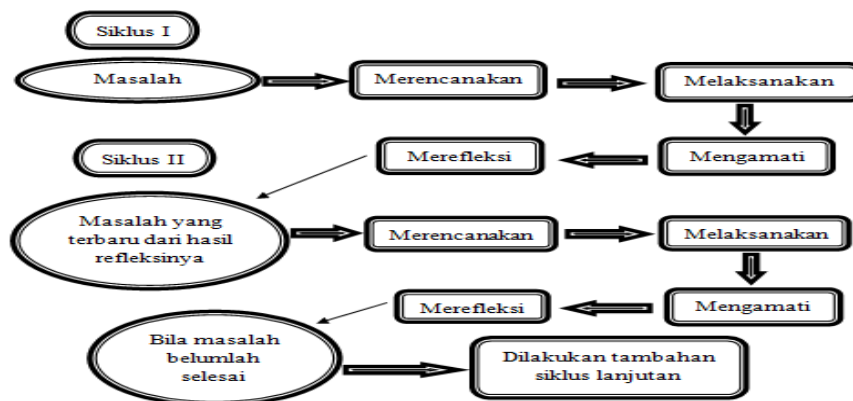 Siklus I
Masalah
Merencanakan
Melaksanakan
Mengamati
Merefleksi
Siklus II
Masalah yang
terbaru dari hasil
refleksinya
Merencanakan
Melaksanakan
Mengamati
Merefleksi
Bila masalah
belumlah
selesai
Dilakukan tambahan
siklus lanjutan